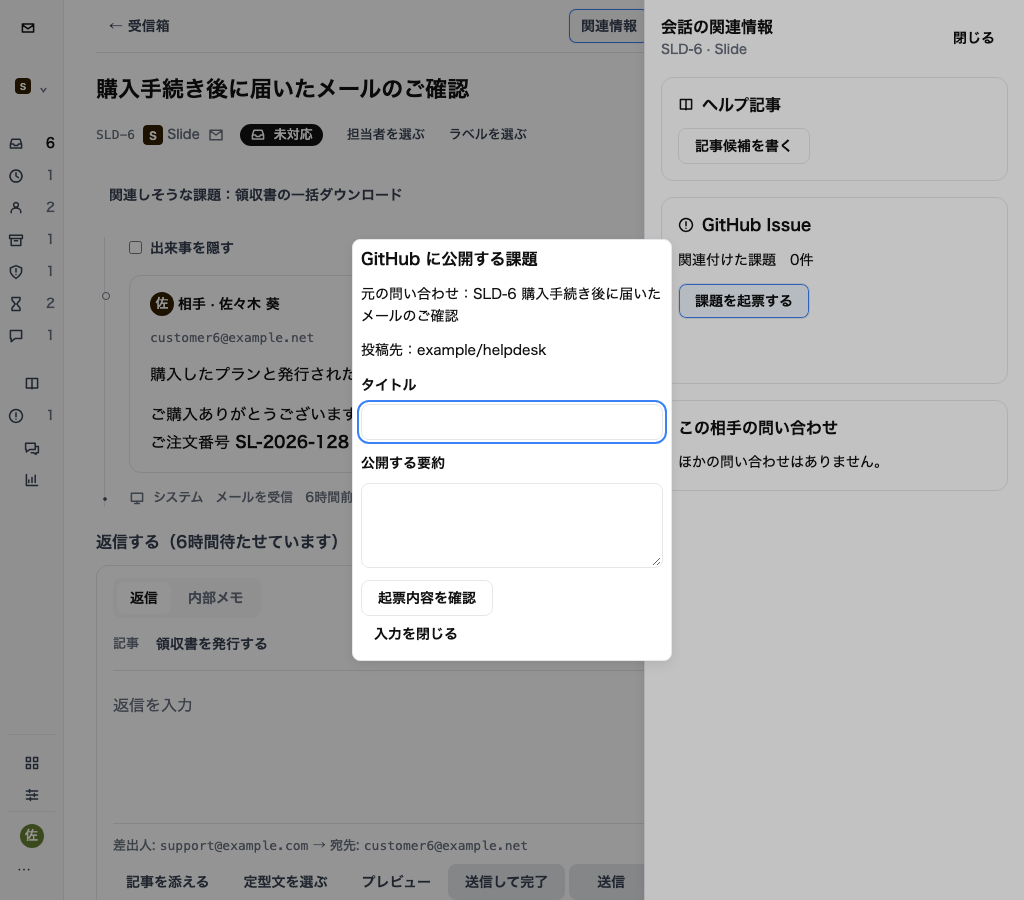 ← 受信箱
関連情報
会話の関連情報
SLD-6 · Slide
閉じる
S
購入手続き後に届いたメールのご確認
SLD-6 S Slide 未対応 担当者を選ぶ ラベルを選ぶ
6
1
2
1
1
2
1
1
関連しそうな課題：領収書の一括ダウンロード
出来事を隠す
佐 相手 · 佐々木 葵
customer6@example.net
購入したプランと発行された
ご購入ありがとうございます
ご注文番号 SL-2026-128
システム メールを受信 6時間前
返信する（6時間待たせています）
返信 内部メモ
記事 領収書を発行する
返信を入力
差出人: support@example.com → 宛先: customer6@example.net
記事を添える 定型文を選ぶ プレビュー 送信して完了 送信
佐
…
GitHub に公開する課題
元の問い合わせ：SLD-6 購入手続き後に届いた
メールのご確認
投稿先：example/helpdesk
タイトル
公開する要約
起票内容を確認
入力を閉じる
ヘルプ記事
記事候補を書く
GitHub Issue
関連付けた課題 0件
課題を起票する
この相手の問い合わせ
ほかの問い合わせはありません。